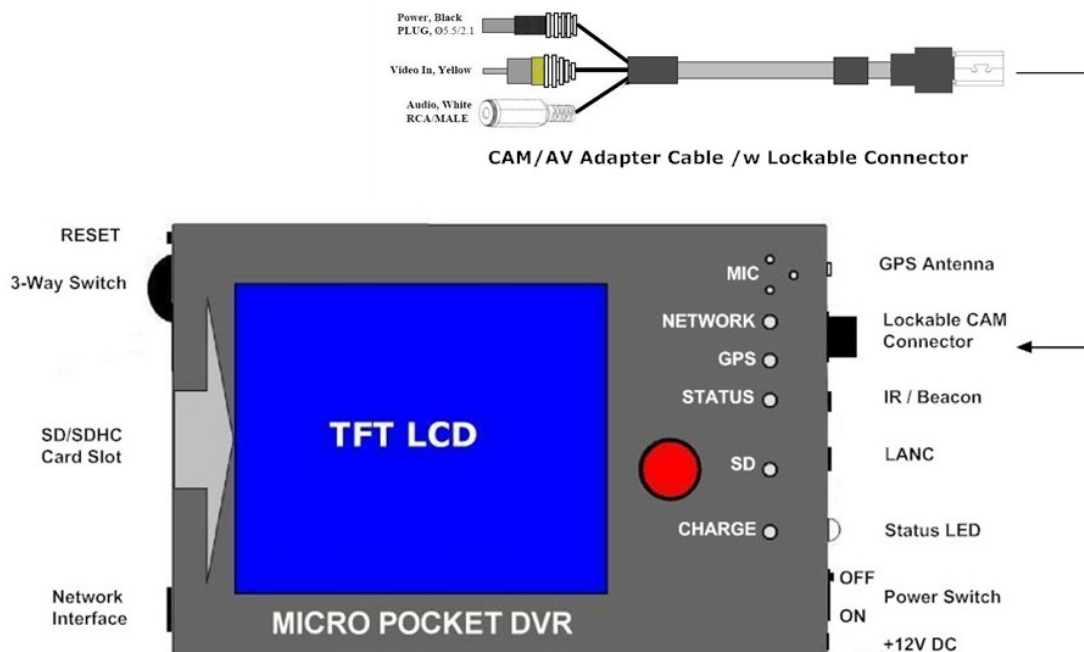 Power, Black
PLUG, Ø5.5/2.1
Video In, Yellow
Audio, White
RCA/MALE
CAM/AV Adapter Cable /w Lockable Connector
RESET
3-Way Switch
SD/SDHC
Card Slot
Network
Interface
MIC
NETWORK
GPS
STATUS
SD
CHARGE
TFT LCD
MICRO POCKET DVR
GPS Antenna
Lockable CAM
Connector
IR / Beacon
LANC
Status LED
OFF
Power Switch
ON
+12V DC